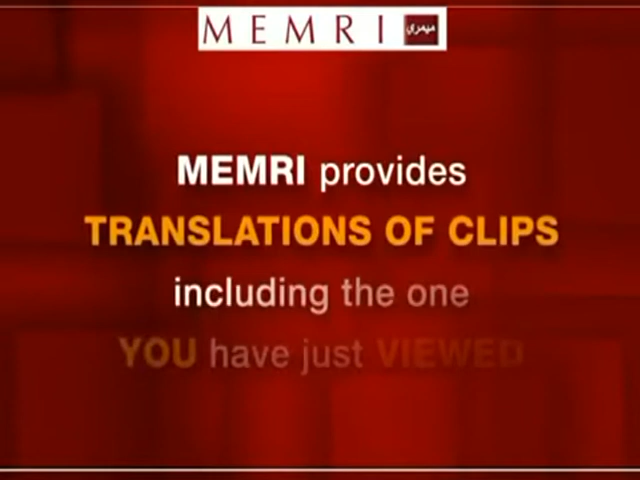 MEMRI ميمري
MEMRI provides
TRANSLATIONS OF CLIPS
including the one
YOU have just VIEWED